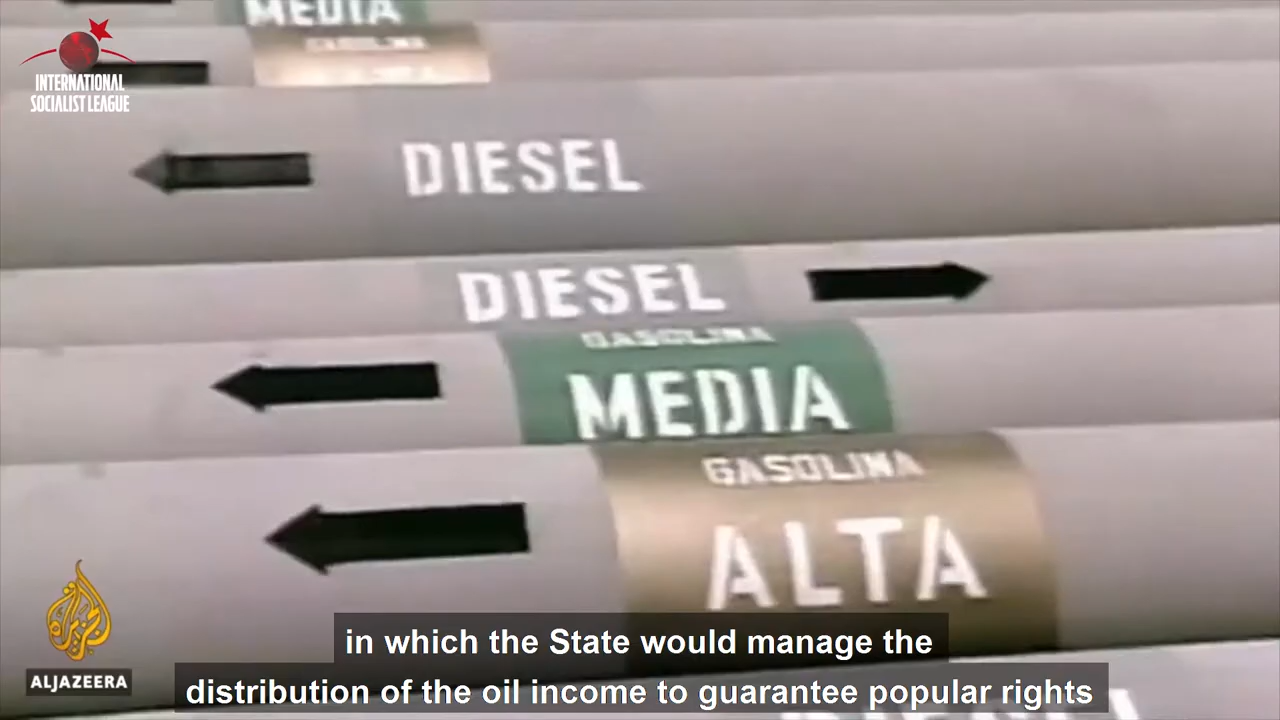 MEDIA
GASOLINA
INTERNATIONAL
SOCIALIST LEAGUE
DIESEL
DIESEL
GASOLINA
MEDIA
GASOLINA
ALTA
ALJAZEERA
in which the State would manage the
distribution of the oil income to guarantee popular rights